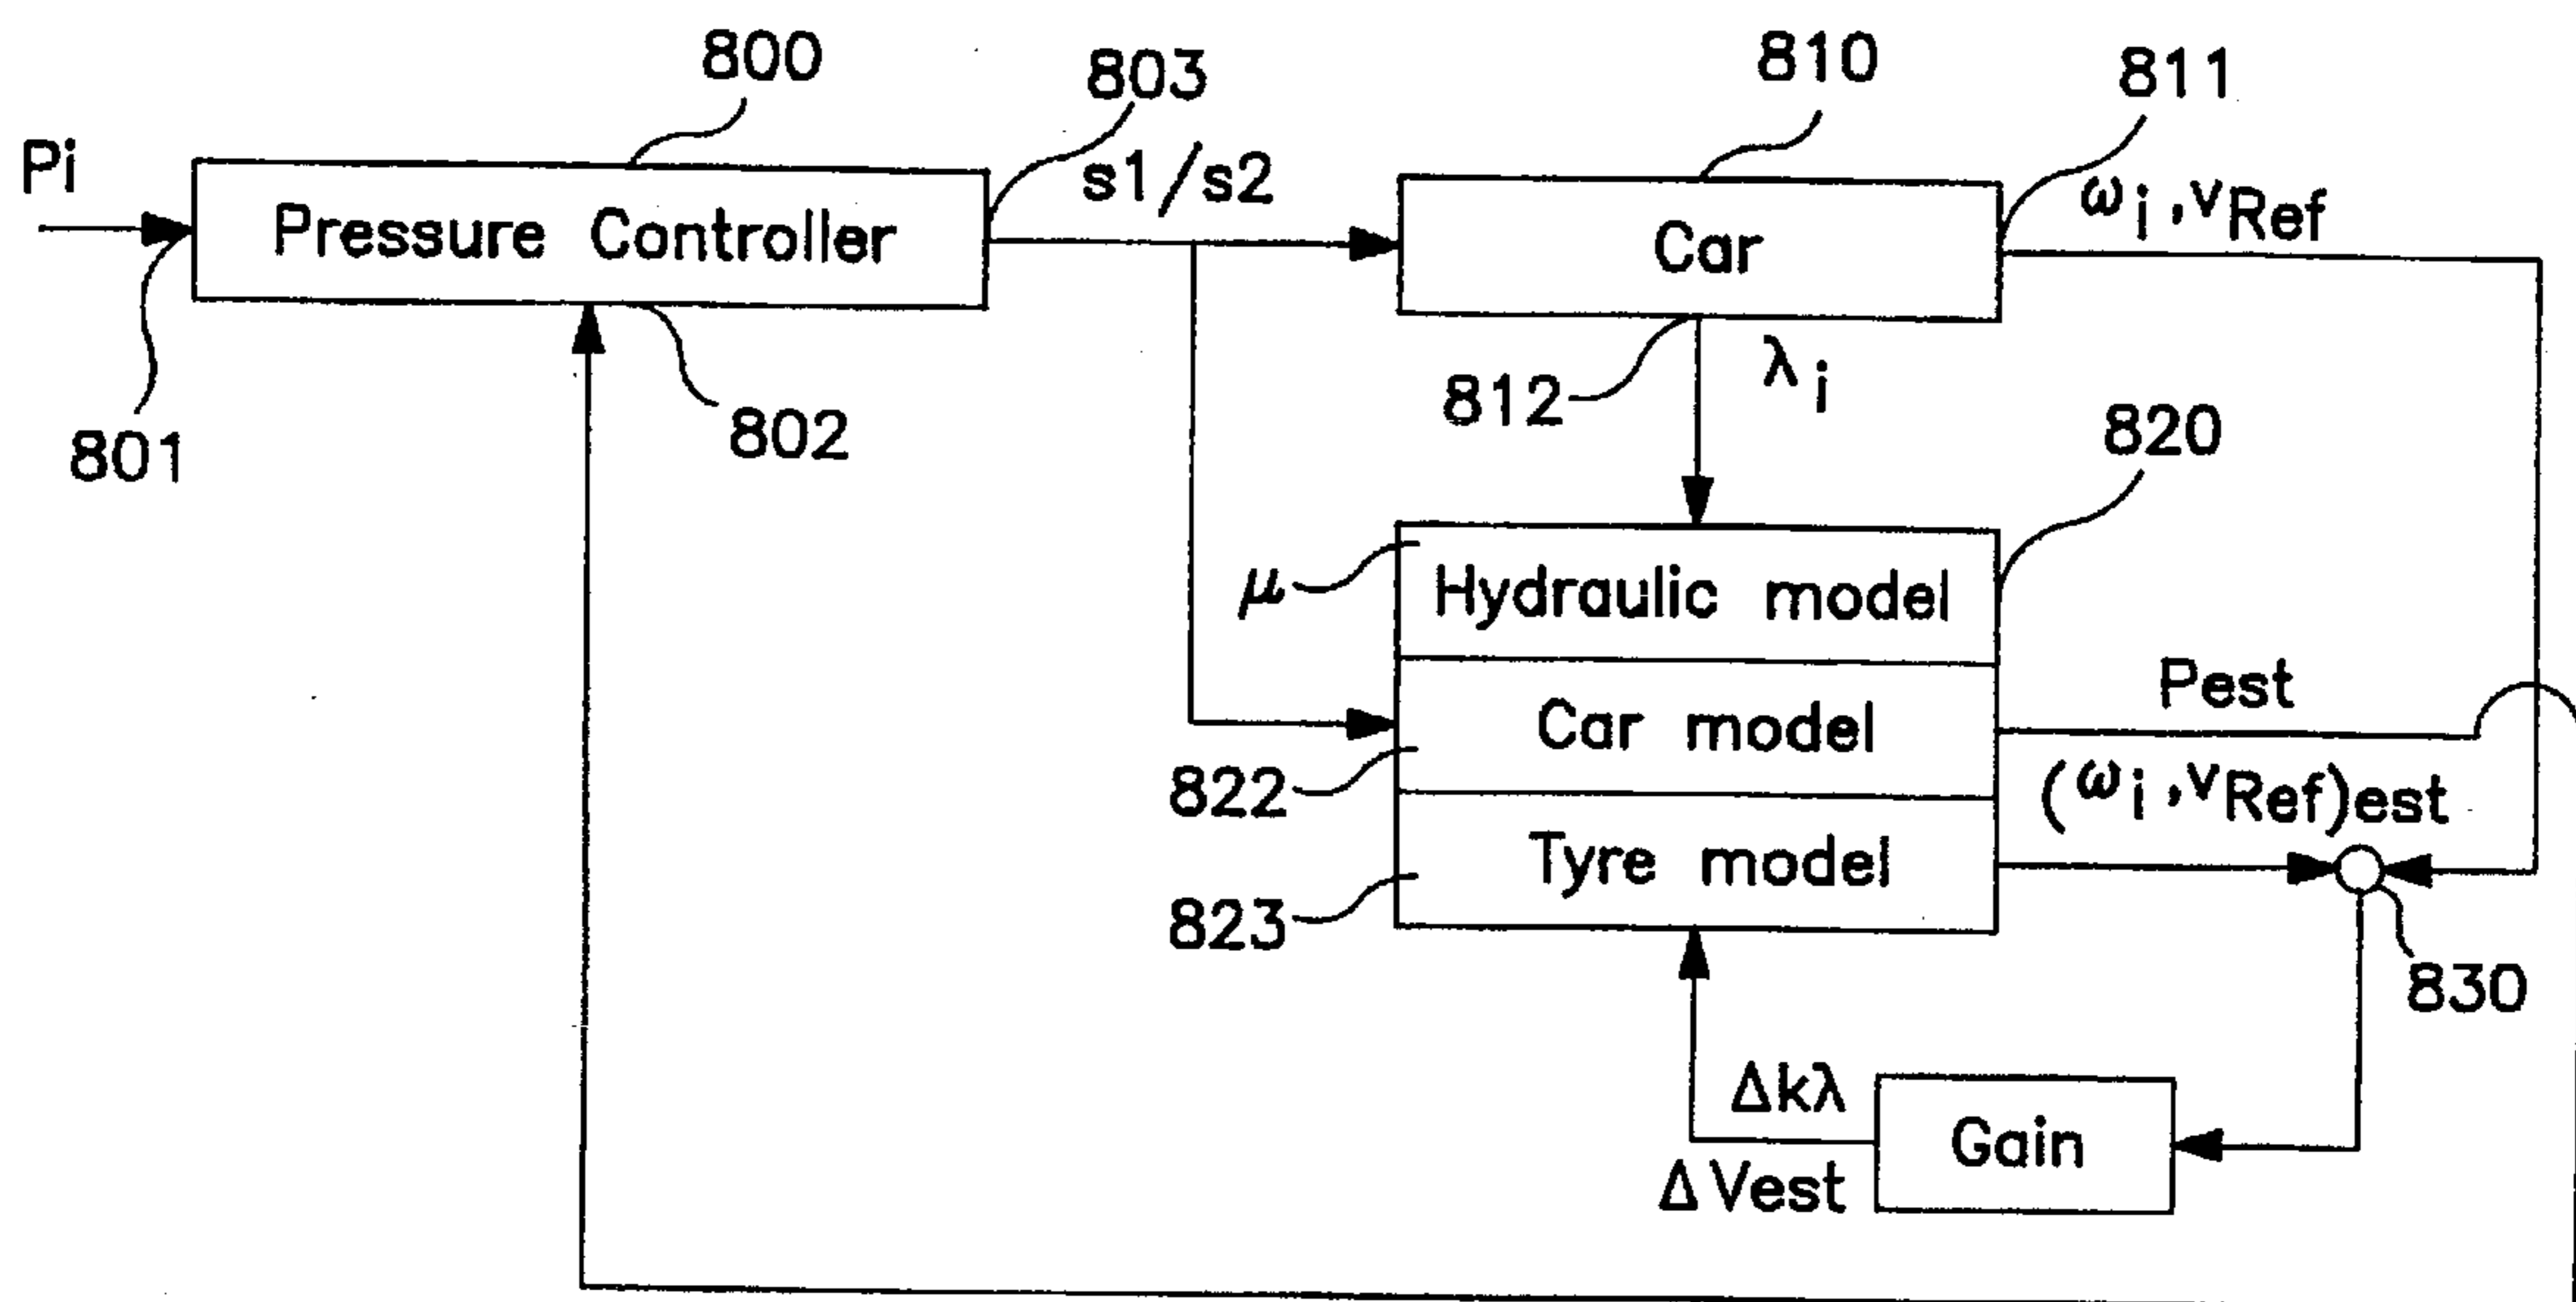 800
803
810
811
Pi
s1/s2
ωi,vRef
Pressure Controller
Car
801
802
812
λi
820
μ
Hydraulic model
Pest
Car model
822
(ωi,vRef)est
Tyre model
823
830
Δkλ
Gain
ΔVest